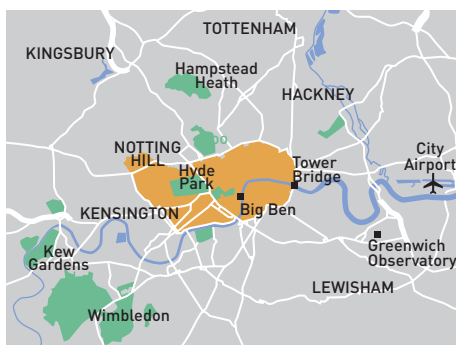 TOTTENHAM
KINGSBURY
Hampstead
Heath
HACKNEY
NOTTING
HILL
Hyde
Park
Tower
Bridge
City
Airport
KENSINGTON
Big Ben
Kew
Gardens
Greenwich
Observatory
LEWISHAM
Wimbledon